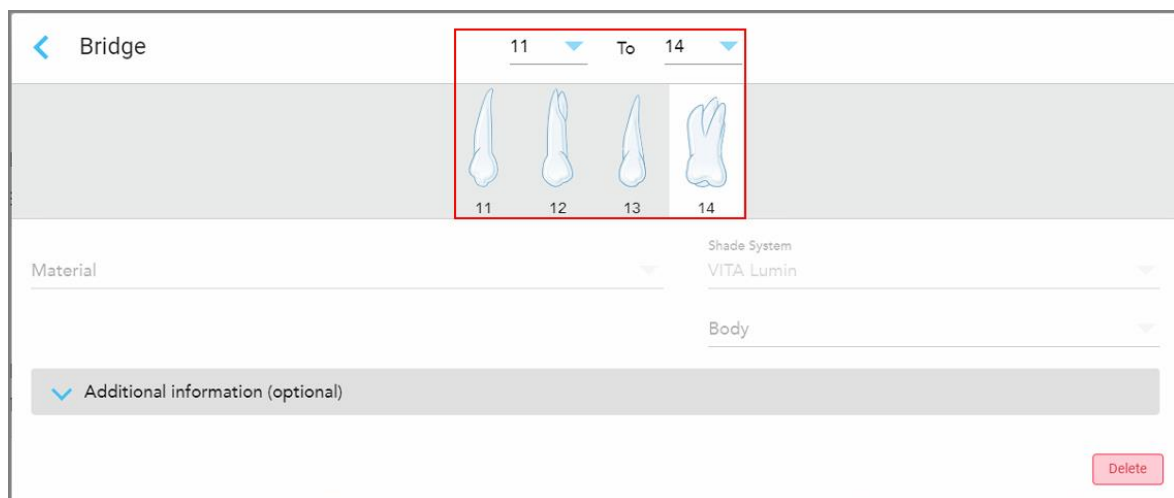 Bridge 11 To 14
11 12 13 14
Shade System
Material VITA Lumin
Body
Additional information (optional)
Delete